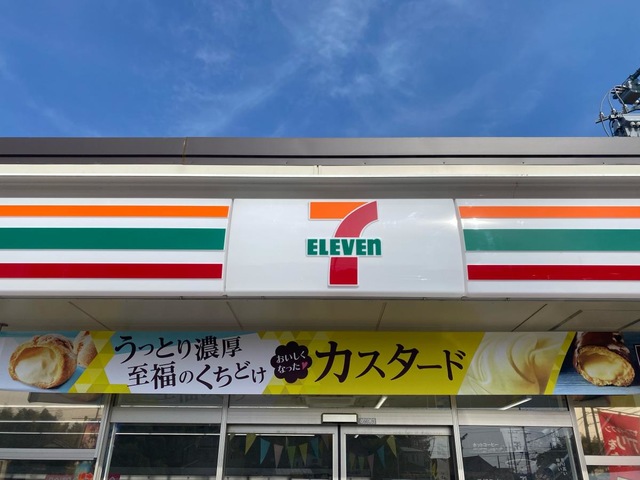 7
ELEVEn
うっとり濃厚
至福のくちどけ
おいしく
なった
カスタード